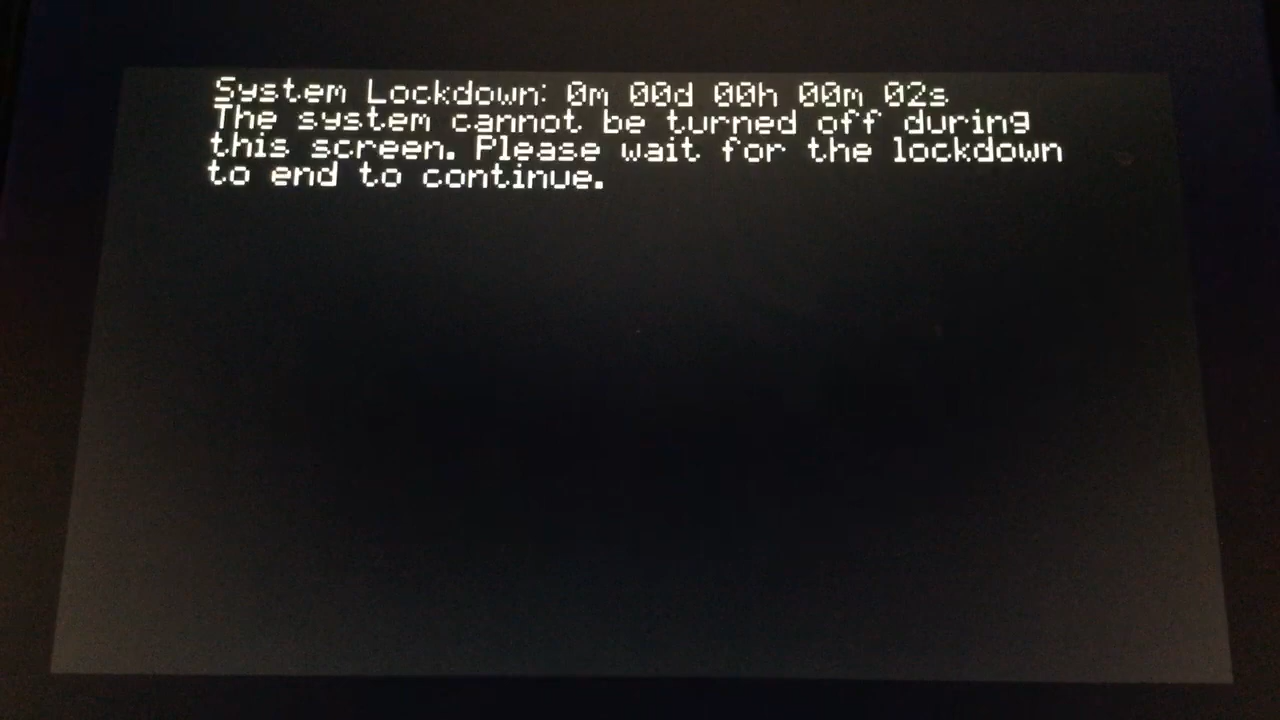 System Lockdown: 0m 00d 00h 00m 02s
The system cannot be turned off during
this screen. Please wait for the lockdown
to end to continue.